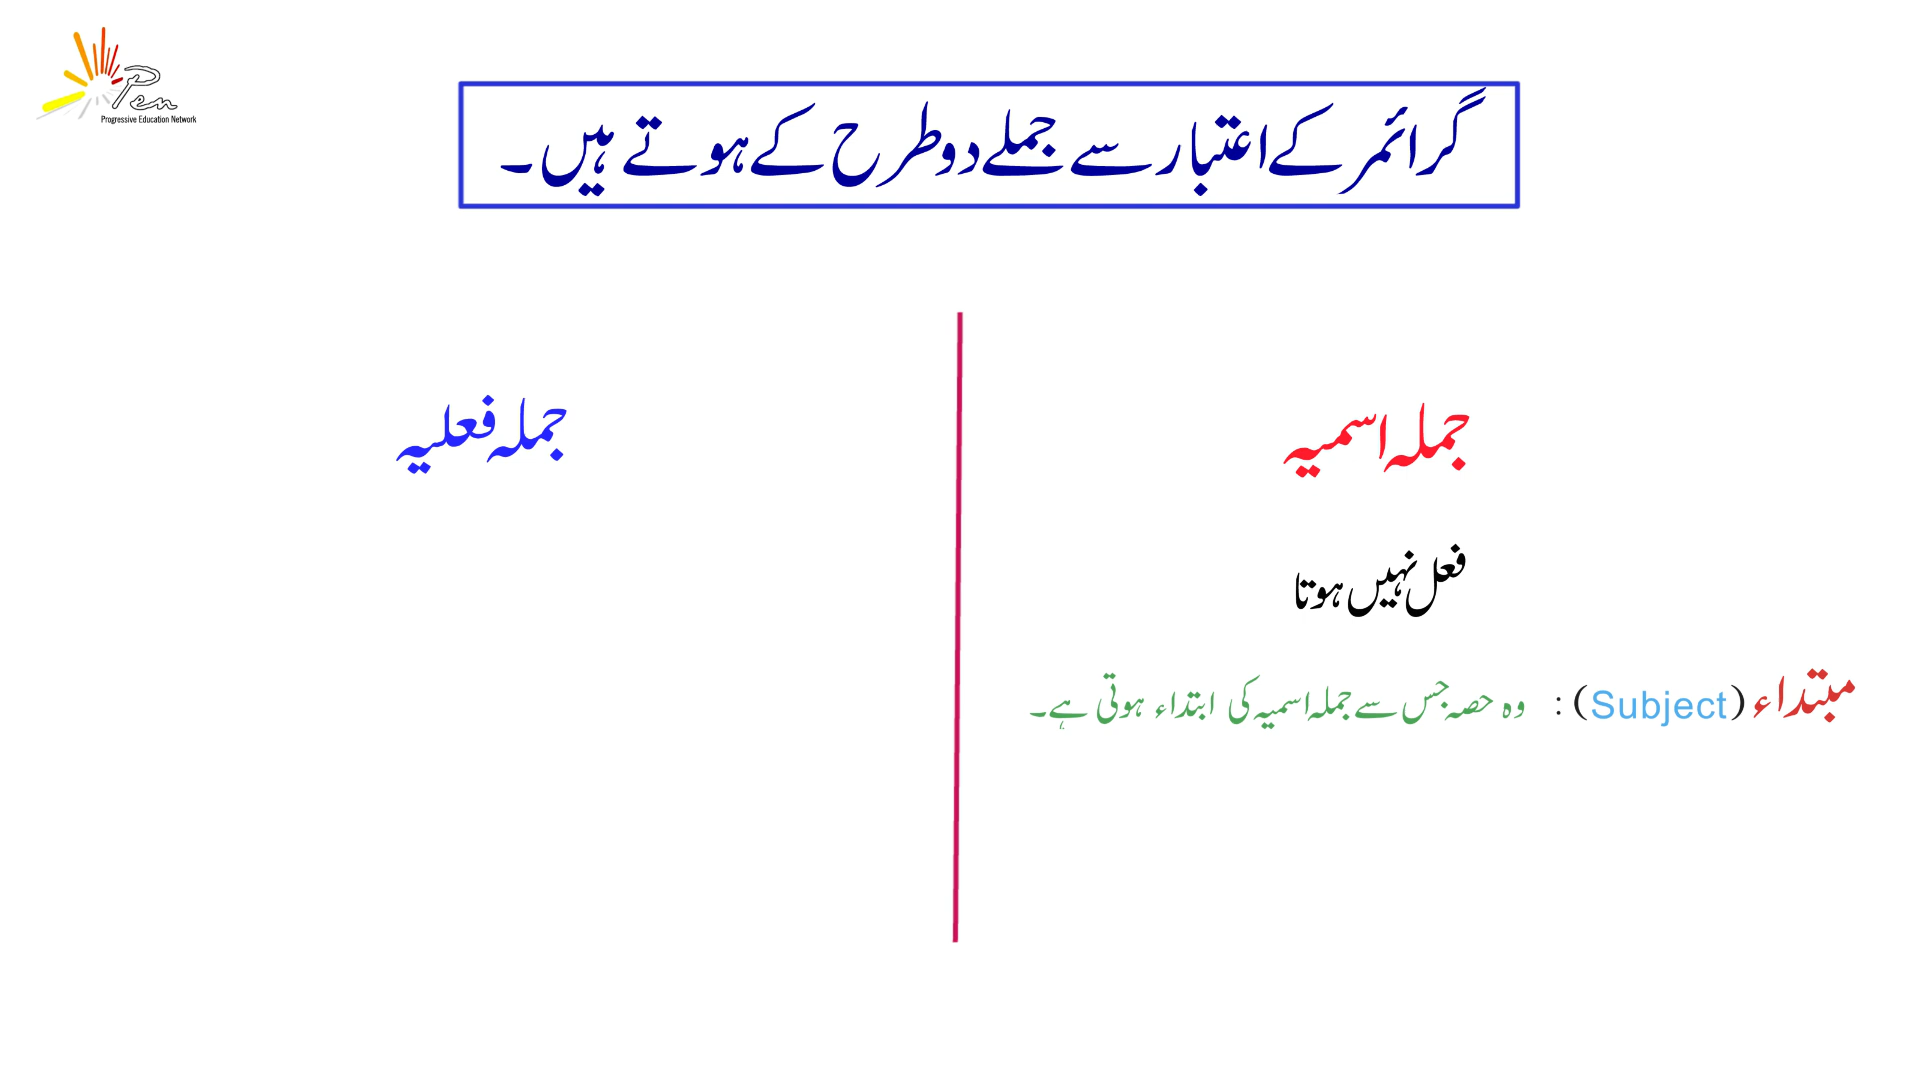 Pen
Progressive Education Network
گرائمر کے اعتبار سے جملے دو طرح کے ہوتے ہیں۔
جملہ اسمیہ
جملہ فعلیہ
فعل نہیں ہوتا
مبتداء (Subject) : وہ حصہ جس سے جملہ اسمیہ کی ابتداء ہوتی ہے۔